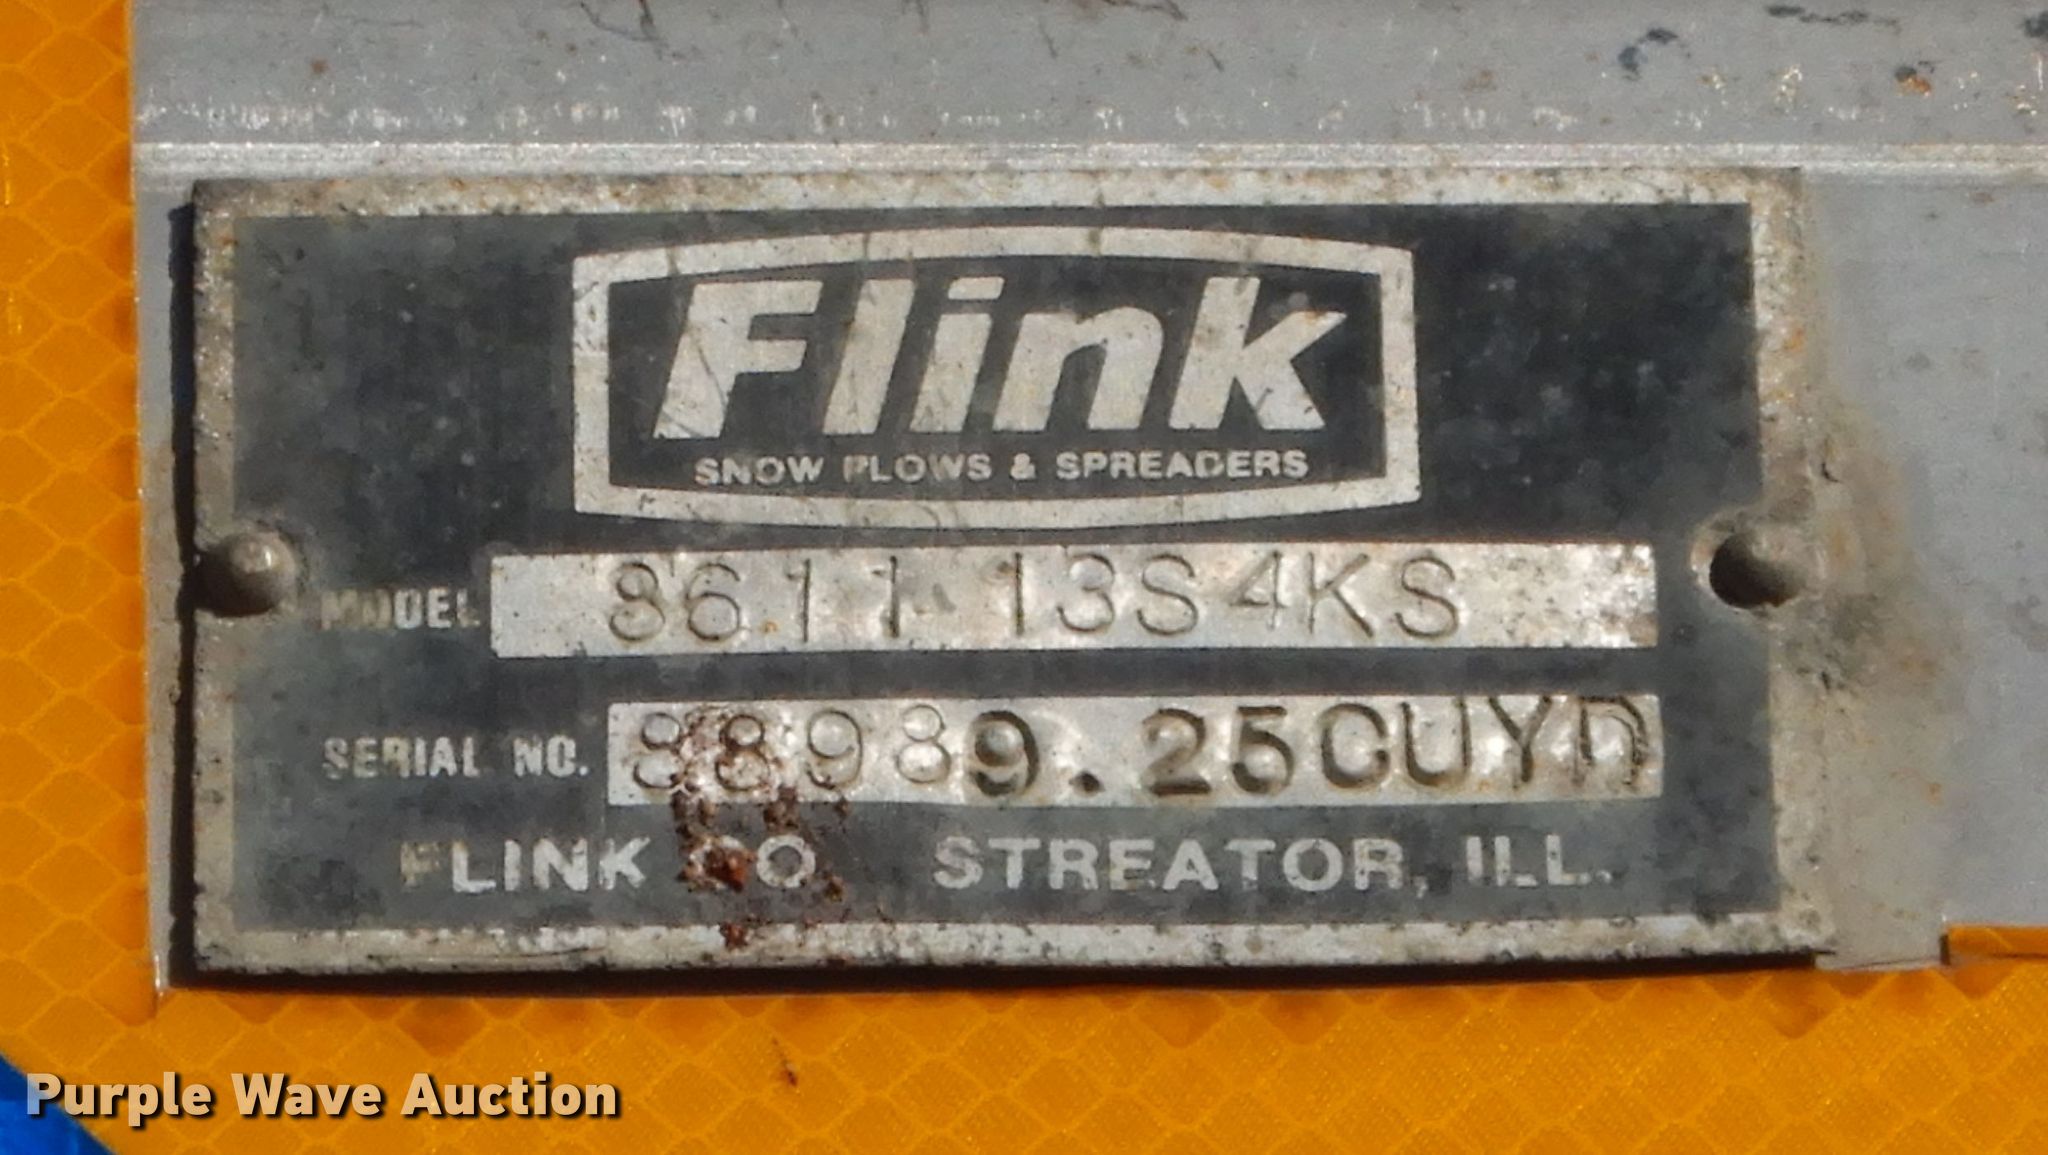 Flink
SNOW PLOWS & SPREADERS
MODEL 8611 13S4KS
SERIAL NO. 88989.25CUYD
FLINK CO. STREATOR, ILL.
Purple Wave Auction